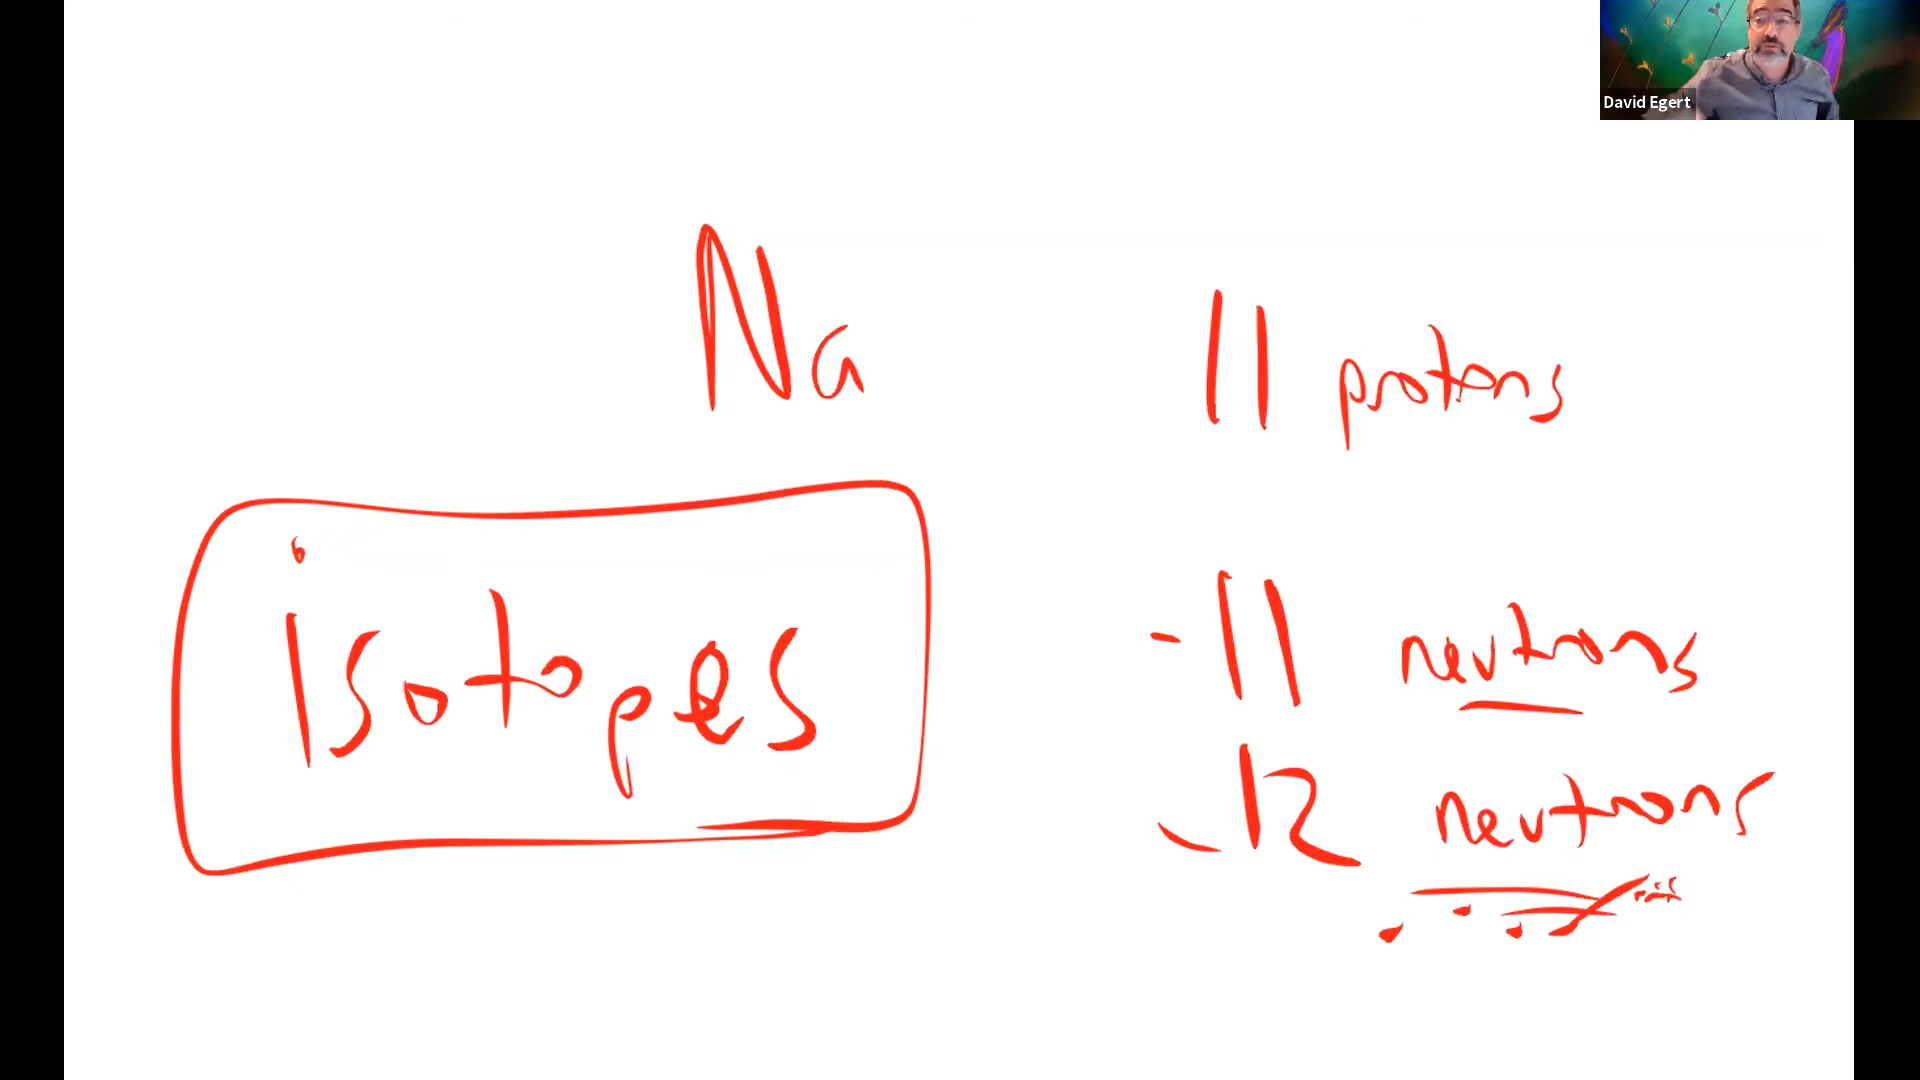 David Egert
Na
11 protons
isotopes
- 11 neutrons
- 12 neutrons